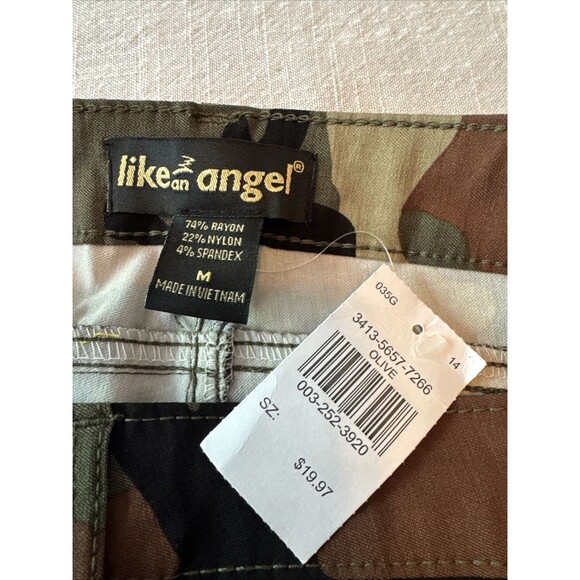 like an angel®
74% RAYON
22% NYLON
4% SPANDEX
M
MADE IN VIETNAM
035G
14
3413-5657-7266
OLIVE
003-252-3920
SZ:
$19.97